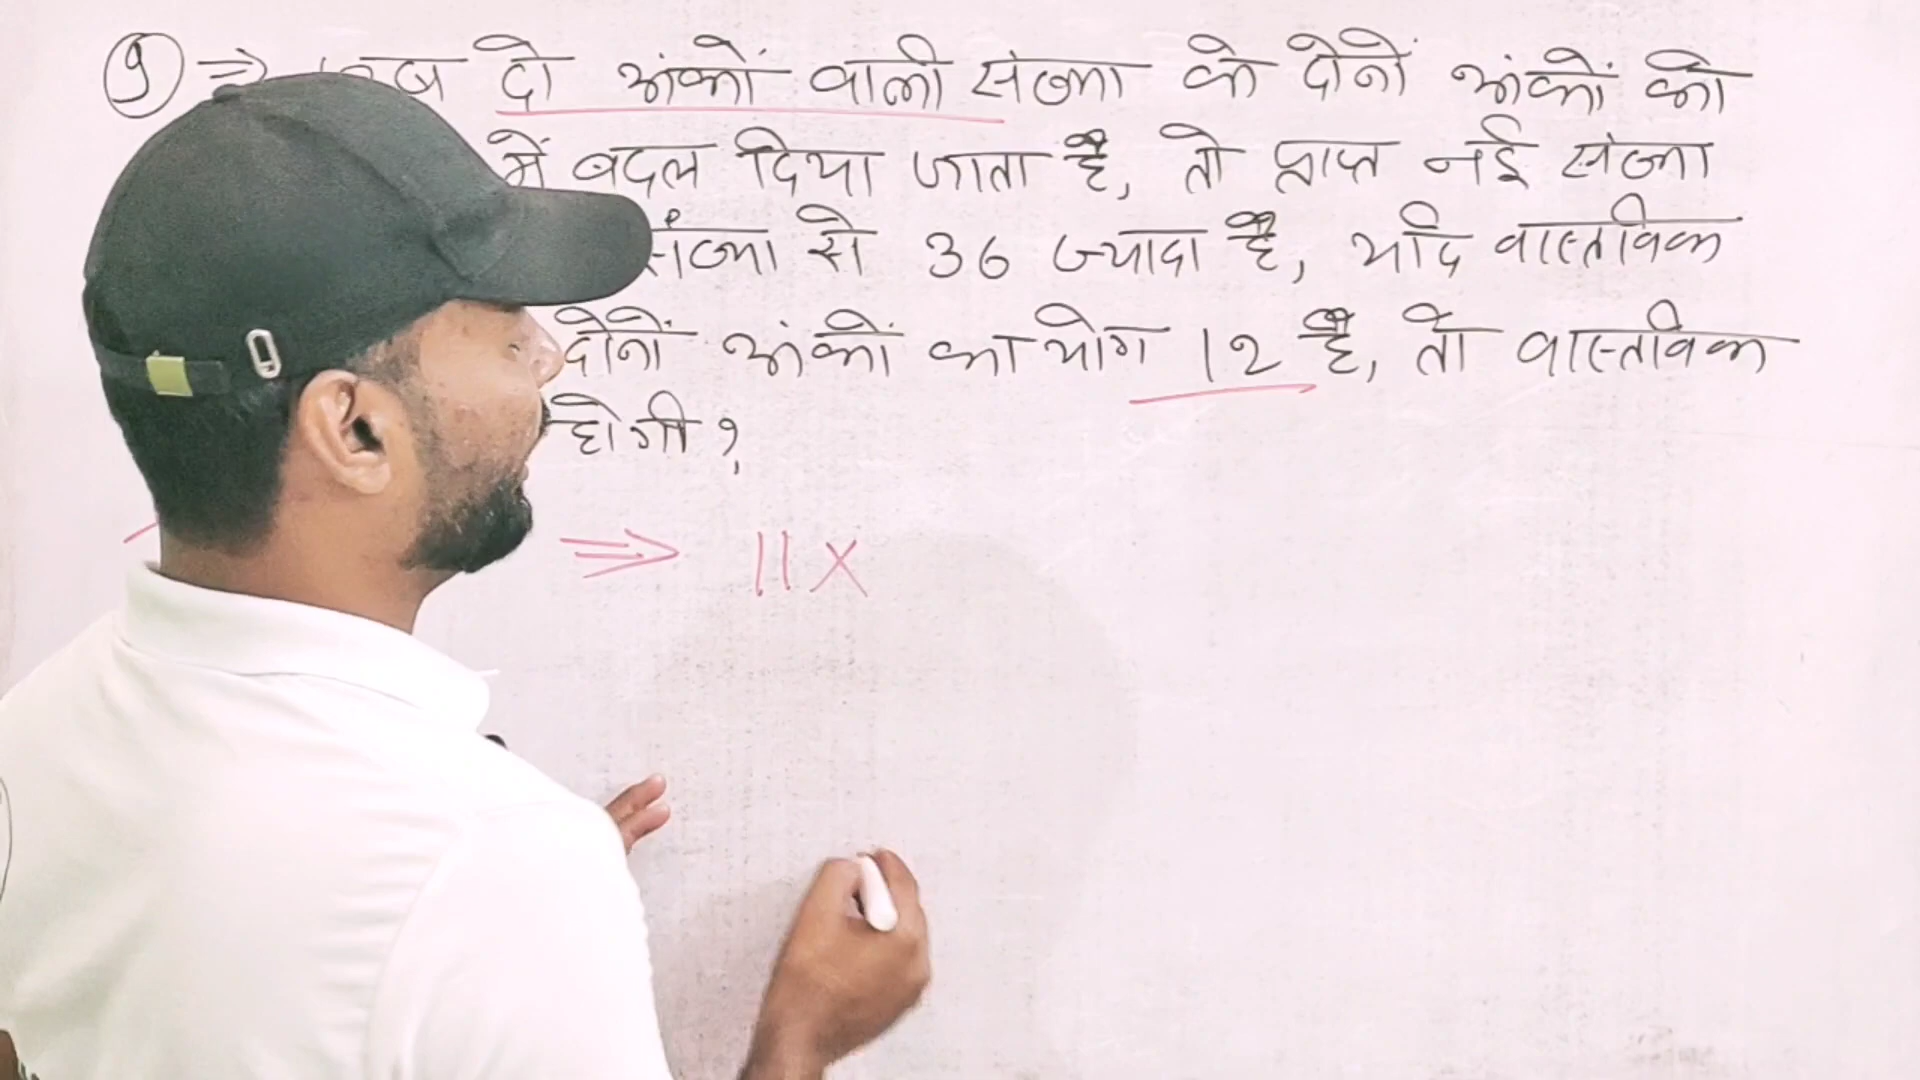 9 ⇒ जब दो अंकों वाली संख्या के दोनों अंकों को
में बदल दिया जाता है, तो प्राप्त नई संख्या
संख्या से 36 ज्यादा है, यदि वास्तविक
दोनों अंकों का योग 12 है, तो वास्तविक
होगी ?
⇒ 11x